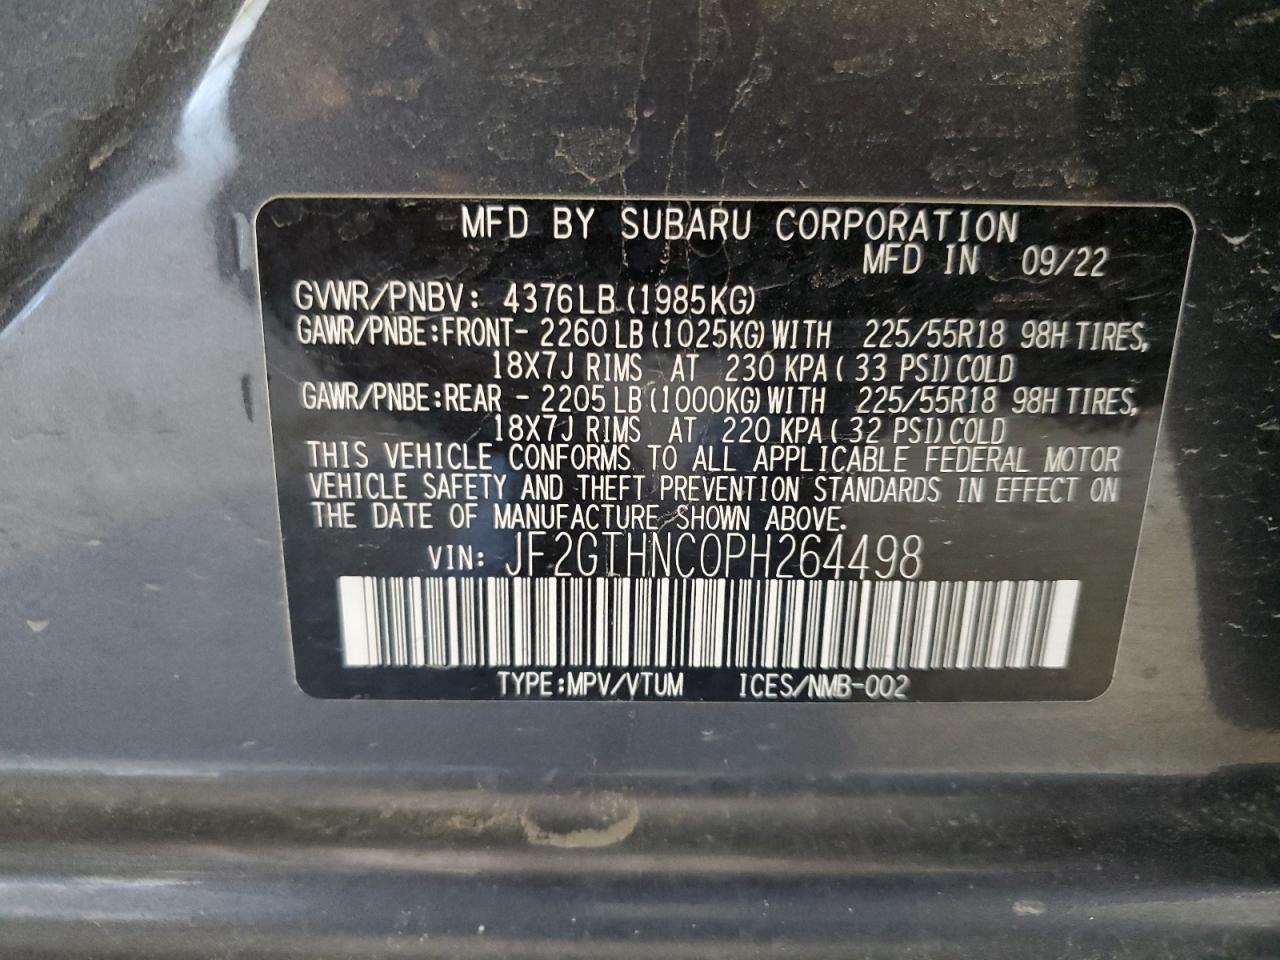 MFD BY SUBARU CORPORATION
MFD IN 09/22
GVWR/PNBV: 4376LB(1985KG)
GAWR/PNBE:FRONT- 2260 LB(1025KG)WITH 225/55R18 98H TIRES,
18X7J RIMS AT 230 KPA( 33 PSI)COLD
GAWR/PNBE:REAR - 2205 LB(1000KG)WITH 225/55R18 98H TIRES,
18X7J RIMS AT 220 KPA( 32 PSI)COLD
THIS VEHICLE CONFORMS TO ALL APPLICABLE FEDERAL MOTOR
VEHICLE SAFETY AND THEFT PREVENTION STANDARDS IN EFFECT ON
THE DATE OF MANUFACTURE SHOWN ABOVE.
VIN: JF2GTHNC0PH264498
TYPE:MPV/VTUM ICES/NMB-002